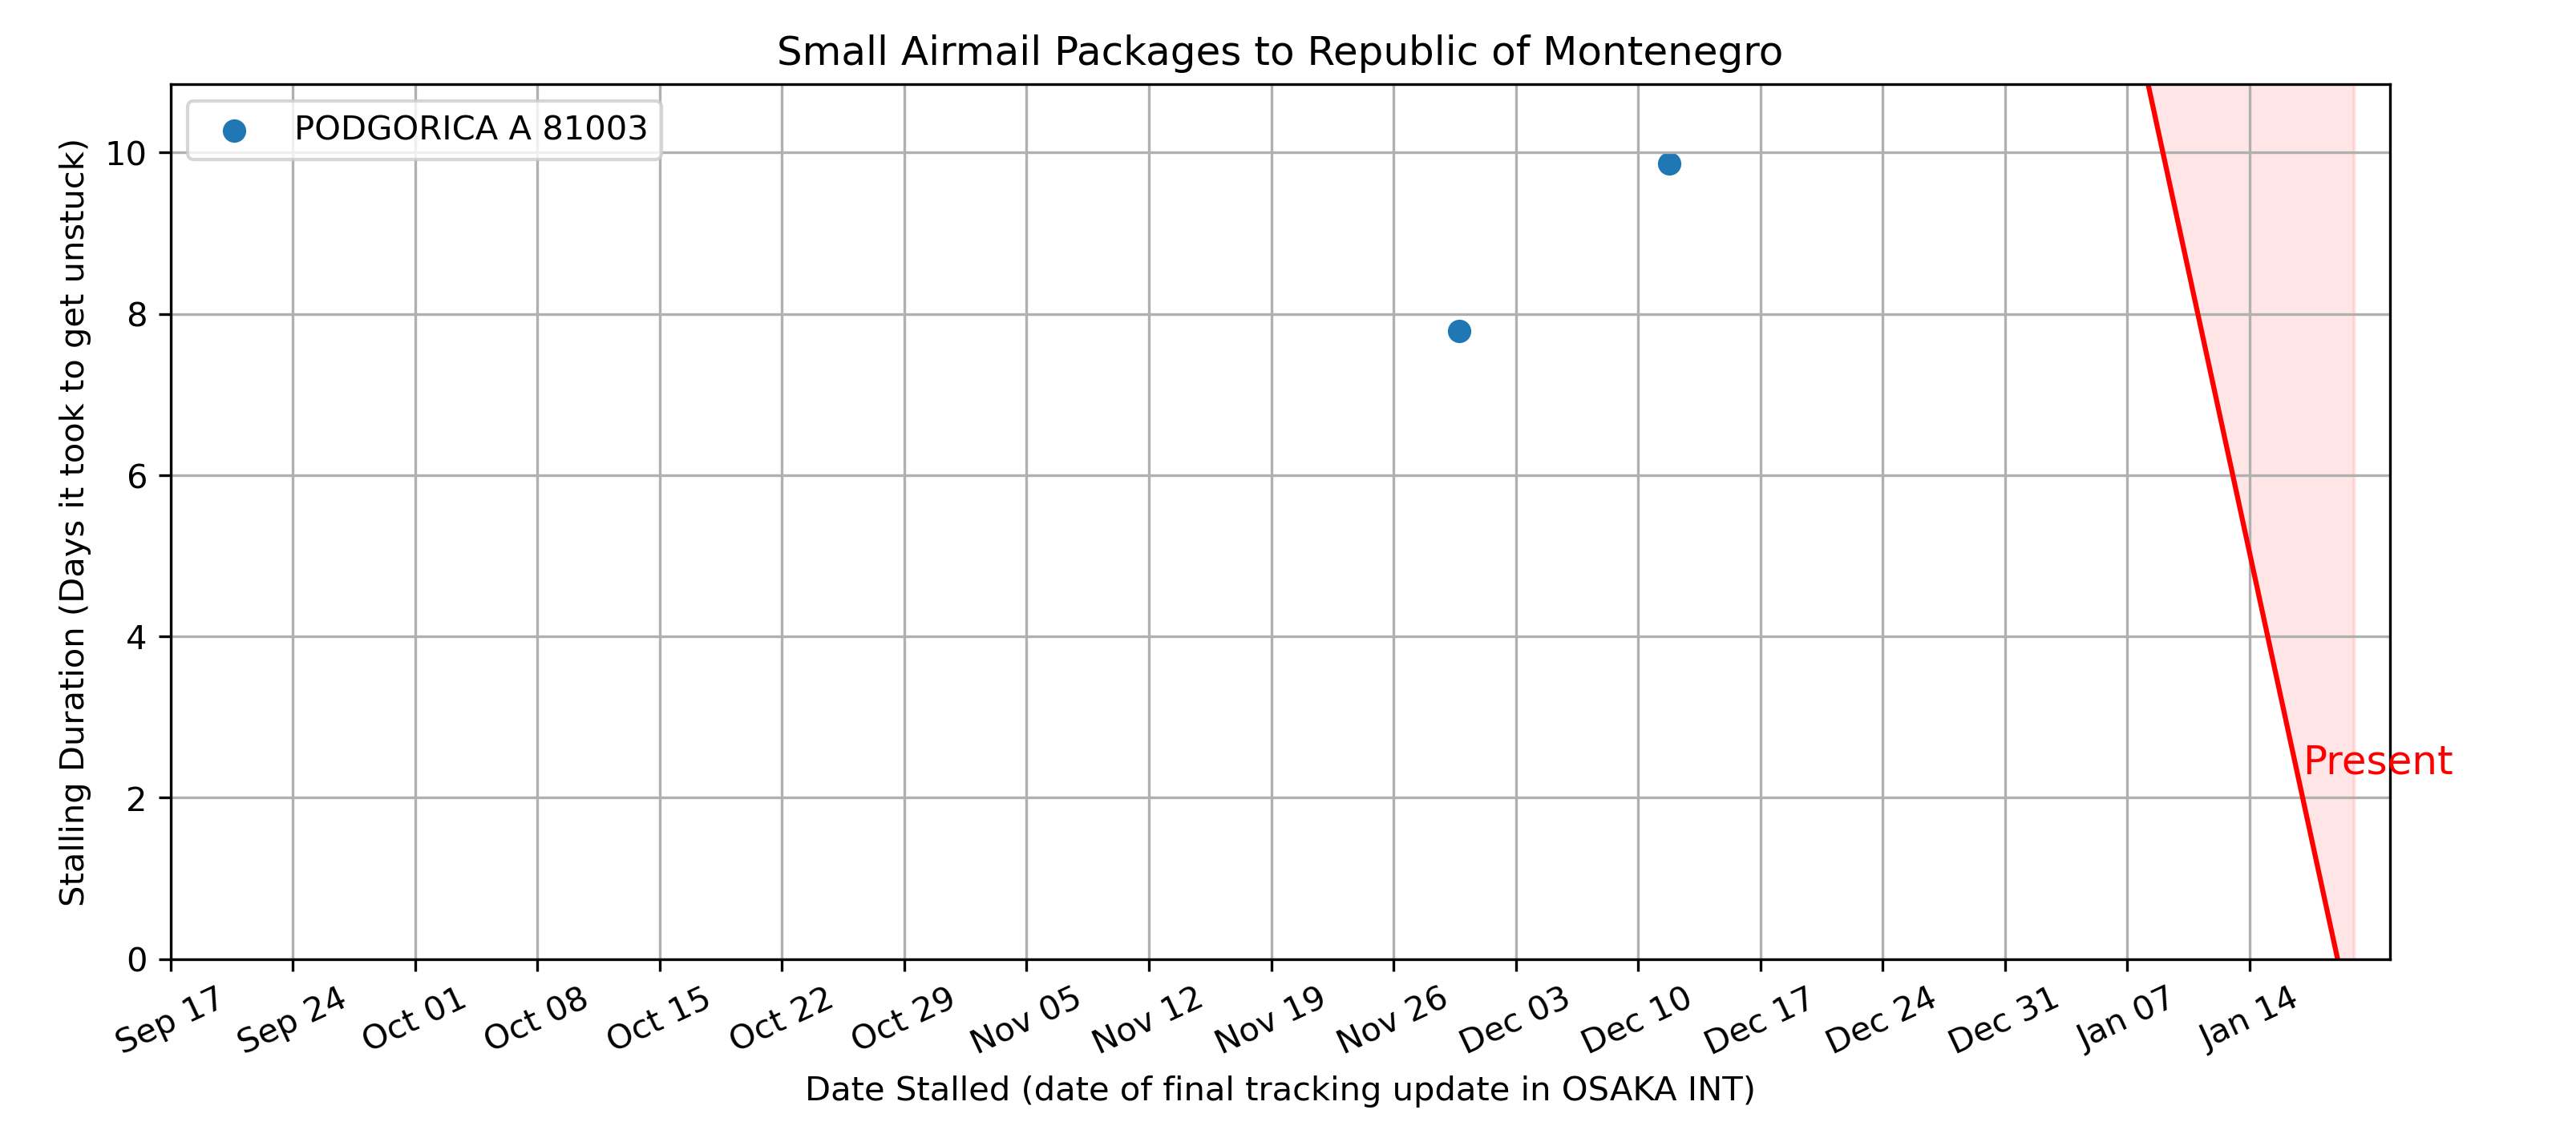 Small Airmail Packages to Republic of Montenegro
PODGORICA A 81003
Stalling Duration (Days it took to get unstuck)
10
8
6
4
2
0
Present
Sep 17
Sep 24
Oct 01
Oct 08
Oct 15
Oct 22
Oct 29
Nov 05
Nov 12
Nov 19
Nov 26
Dec 03
Dec 10
Dec 17
Dec 24
Dec 31
Jan 07
Jan 14
Date Stalled (date of final tracking update in OSAKA INT)